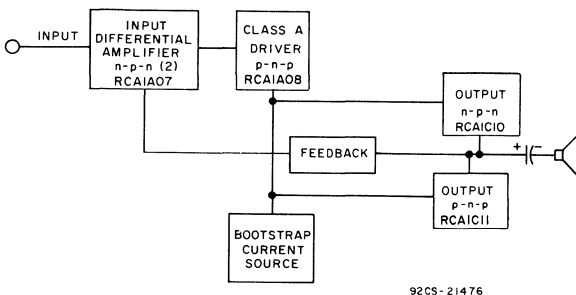 INPUT
INPUT
DIFFERENTIAL
AMPLIFIER
n-p-n (2)
RCA1A07
CLASS A
DRIVER
p-n-p
RCA1A08
OUTPUT
n-p-n
RCA1C10
FEEDBACK
+ -
OUTPUT
p-n-p
RCA1C11
BOOTSTRAP
CURRENT
SOURCE
92CS-21476